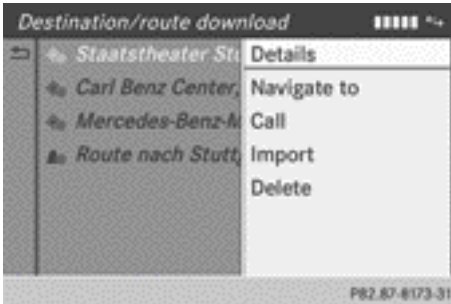 Destination/route download
Staatstheater Stu
Details
Carl Benz Center,
Navigate to
Mercedes-Benz-M
Call
Route nach Stuttg
Import
Delete
P82.87-8173-31